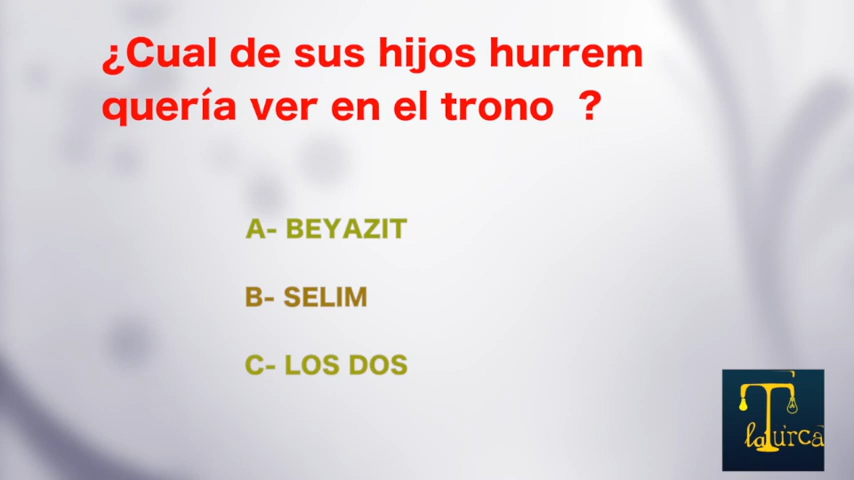 ¿Cual de sus hijos hurrem
quería ver en el trono ?
A- BEYAZIT
B- SELIM
C- LOS DOS
laTurca